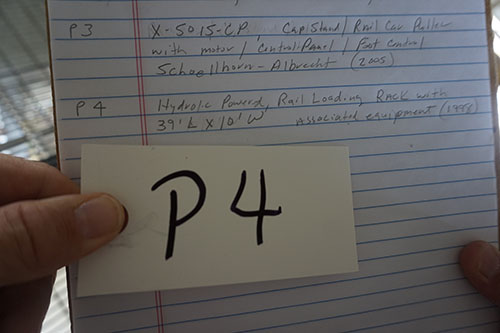 P3 X-5015-CP, CapStand/ Rail Car Puller
with motor/ Control Panel/ Foot Control/
Schoellhorn-Albrecht (2005)
P4 Hydrolic Powered, Rail Loading Rack with
39'L X 10'W Associated equipment (1998)
P4